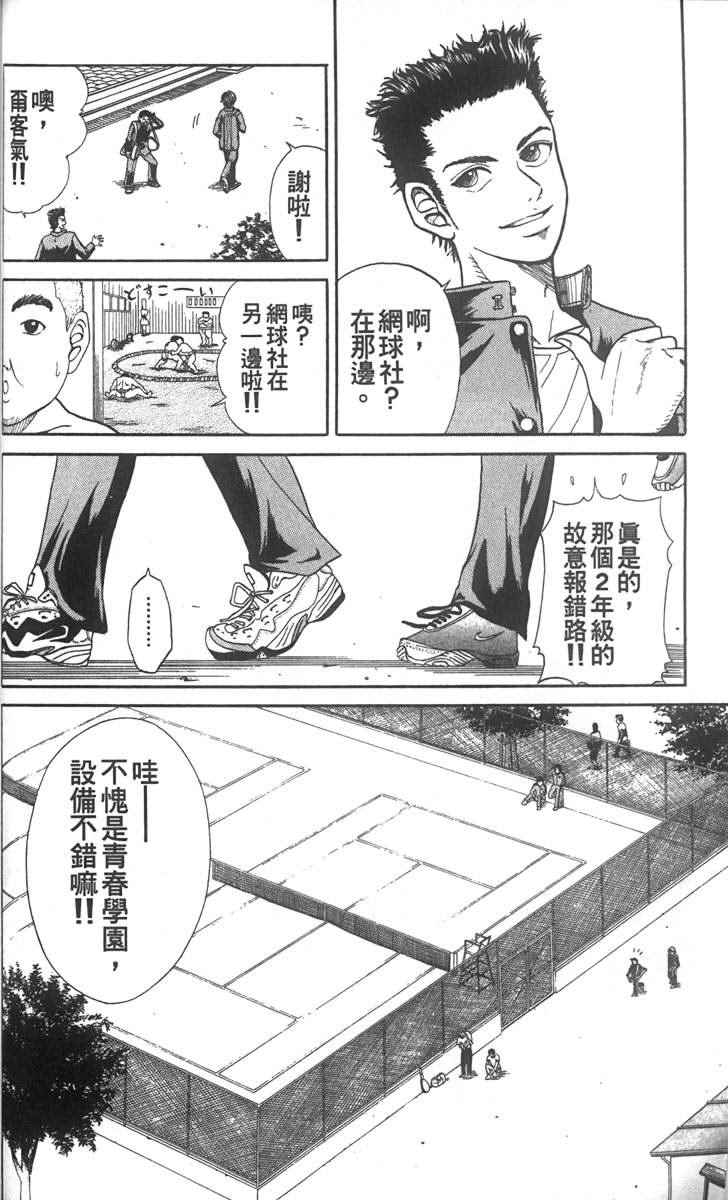 啊，
網球社？
在那邊。
謝啦！
噢，
甭客氣!!
咦？
網球社在
另一邊啦!!
どすこーい
真是的，
那個2年級的
故意報錯路!!
………
哇——
不愧是青春學園，
設備不錯嘛!!